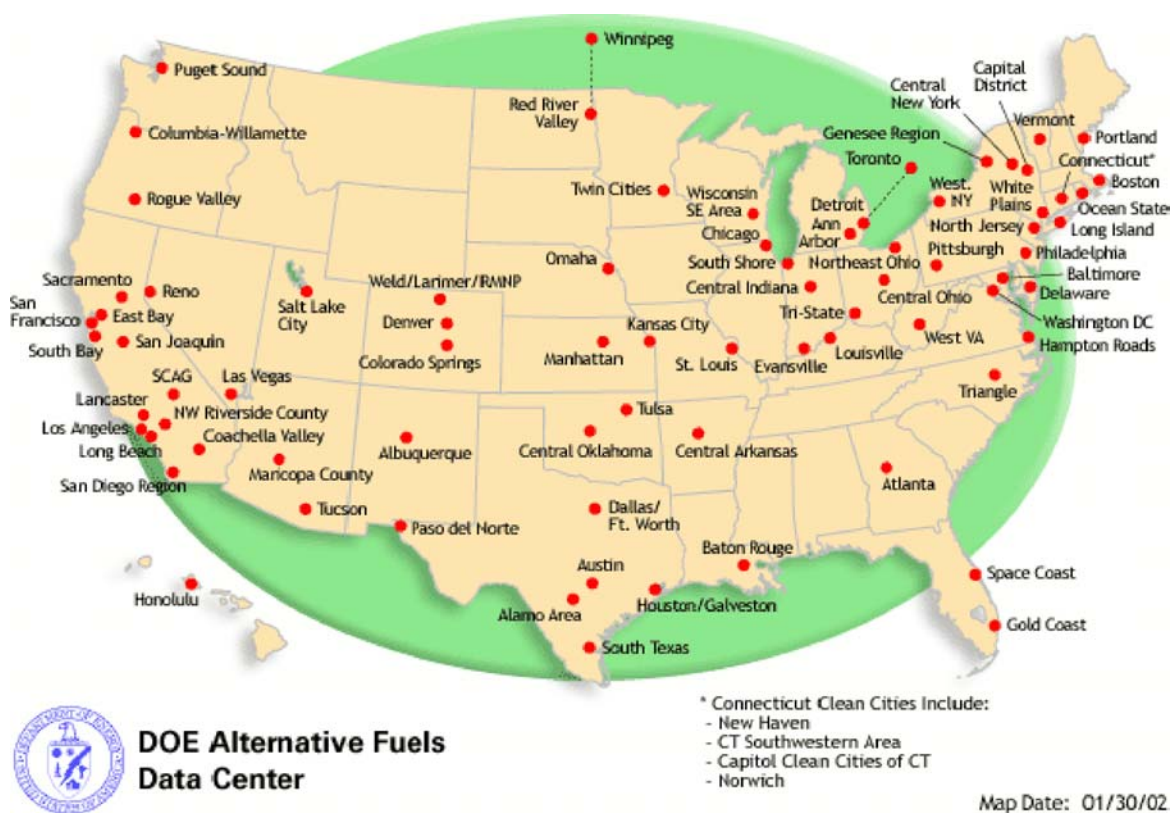 Winnipeg
Puget Sound
Red River
Valley
Central
New York
Capital
District
Vermont
Columbia-Willamette
Genesee Region
Portland
Toronto
Connecticut*
Rogue Valley
Twin Cities
Wisconsin
SE Area
Detroit
Ann
Arbor
West.
NY
White
Plains
Boston
Ocean State
Chicago
North Jersey
Long Island
Omaha
South Shore
Northeast Ohio
Pittsburgh
Philadelphia
Sacramento
Reno
Salt Lake
City
Weld/Larimer/RMNP
Central Indiana
Central Ohio
Baltimore
Delaware
San
Francisco
East Bay
Denver
Kansas City
Tri-State
Washington DC
South Bay
San Joaquin
Colorado Springs
Manhattan
St. Louis
Evansville
Louisville
West VA
Hampton Roads
SCAG
Las Vegas
Triangle
Lancaster
NW Riverside County
Tulsa
Los Angeles
Coachella Valley
Long Beach
Albuquerque
Central Oklahoma
Central Arkansas
San Diego Region
Maricopa County
Atlanta
Tucson
Paso del Norte
Dallas/
Ft. Worth
Baton Rouge
Austin
Space Coast
Honolulu
Alamo Area
Houston/Galveston
Gold Coast
South Texas
DOE Alternative Fuels
Data Center
* Connecticut Clean Cities Include:
- New Haven
- CT Southwestern Area
- Capitol Clean Cities of CT
- Norwich
Map Date: 01/30/02
DEPARTMENT OF ENERGY
UNITED STATES OF AMERICA